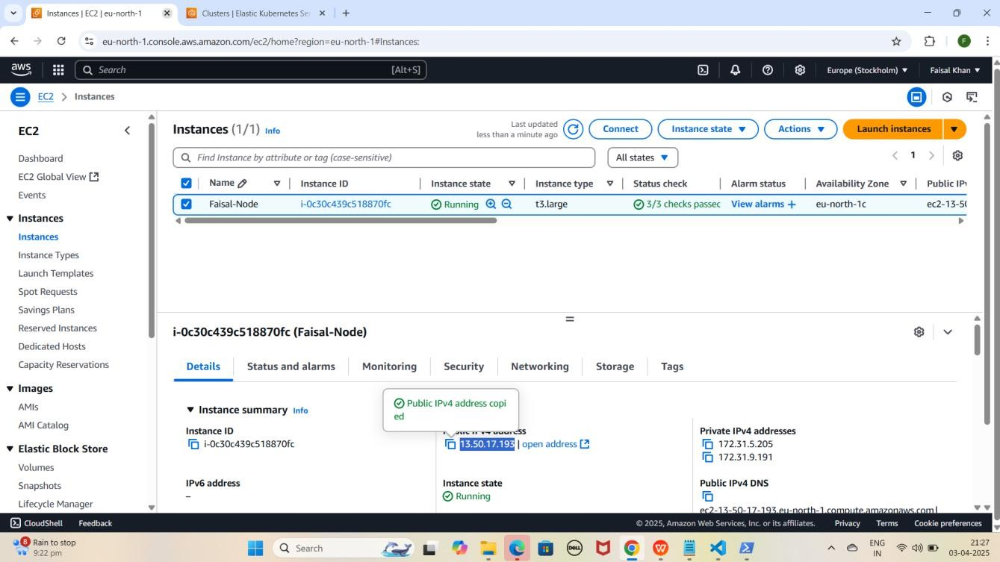 Instances | EC2 | eu-north-1
Clusters | Elastic Kubernetes Se
eu-north-1.console.aws.amazon.com/ec2/home?region=eu-north-1#Instances:
F
aws
Search [Alt+S]
Europe (Stockholm)
Faisal Khan
EC2 > Instances
EC2
Dashboard
EC2 Global View
Events
Instances
Instances
Instance Types
Launch Templates
Spot Requests
Savings Plans
Reserved Instances
Dedicated Hosts
Capacity Reservations
Images
AMIs
AMI Catalog
Elastic Block Store
Volumes
Snapshots
Lifecycle Manager
Instances (1/1) Info
Last updated
less than a minute ago
Connect
Instance state
Actions
Launch instances
Find Instance by attribute or tag (case-sensitive)
All states
1
Name Instance ID Instance state Instance type Status check Alarm status Availability Zone Public IPv
Faisal-Node i-0c30c439c518870fc Running t3.large 3/3 checks passec View alarms + eu-north-1c ec2-13-50
i-0c30c439c518870fc (Faisal-Node)
Details Status and alarms Monitoring Security Networking Storage Tags
Public IPv4 address copi
ed
Instance summary Info
Instance ID
i-0c30c439c518870fc
Public IPv4 address
13.50.17.193 | open address
Private IPv4 addresses
172.31.5.205
172.31.9.191
IPv6 address
–
Instance state
Running
Public IPv4 DNS
ec2-13-50-17-193.eu-north-1.compute.amazonaws.com |
CloudShell Feedback
© 2025, Amazon Web Services, Inc. or its affiliates. Privacy Terms Cookie preferences
8
Rain to stop
9:22 pm
Search
DELL
ENG
IN
21:27
03-04-2025